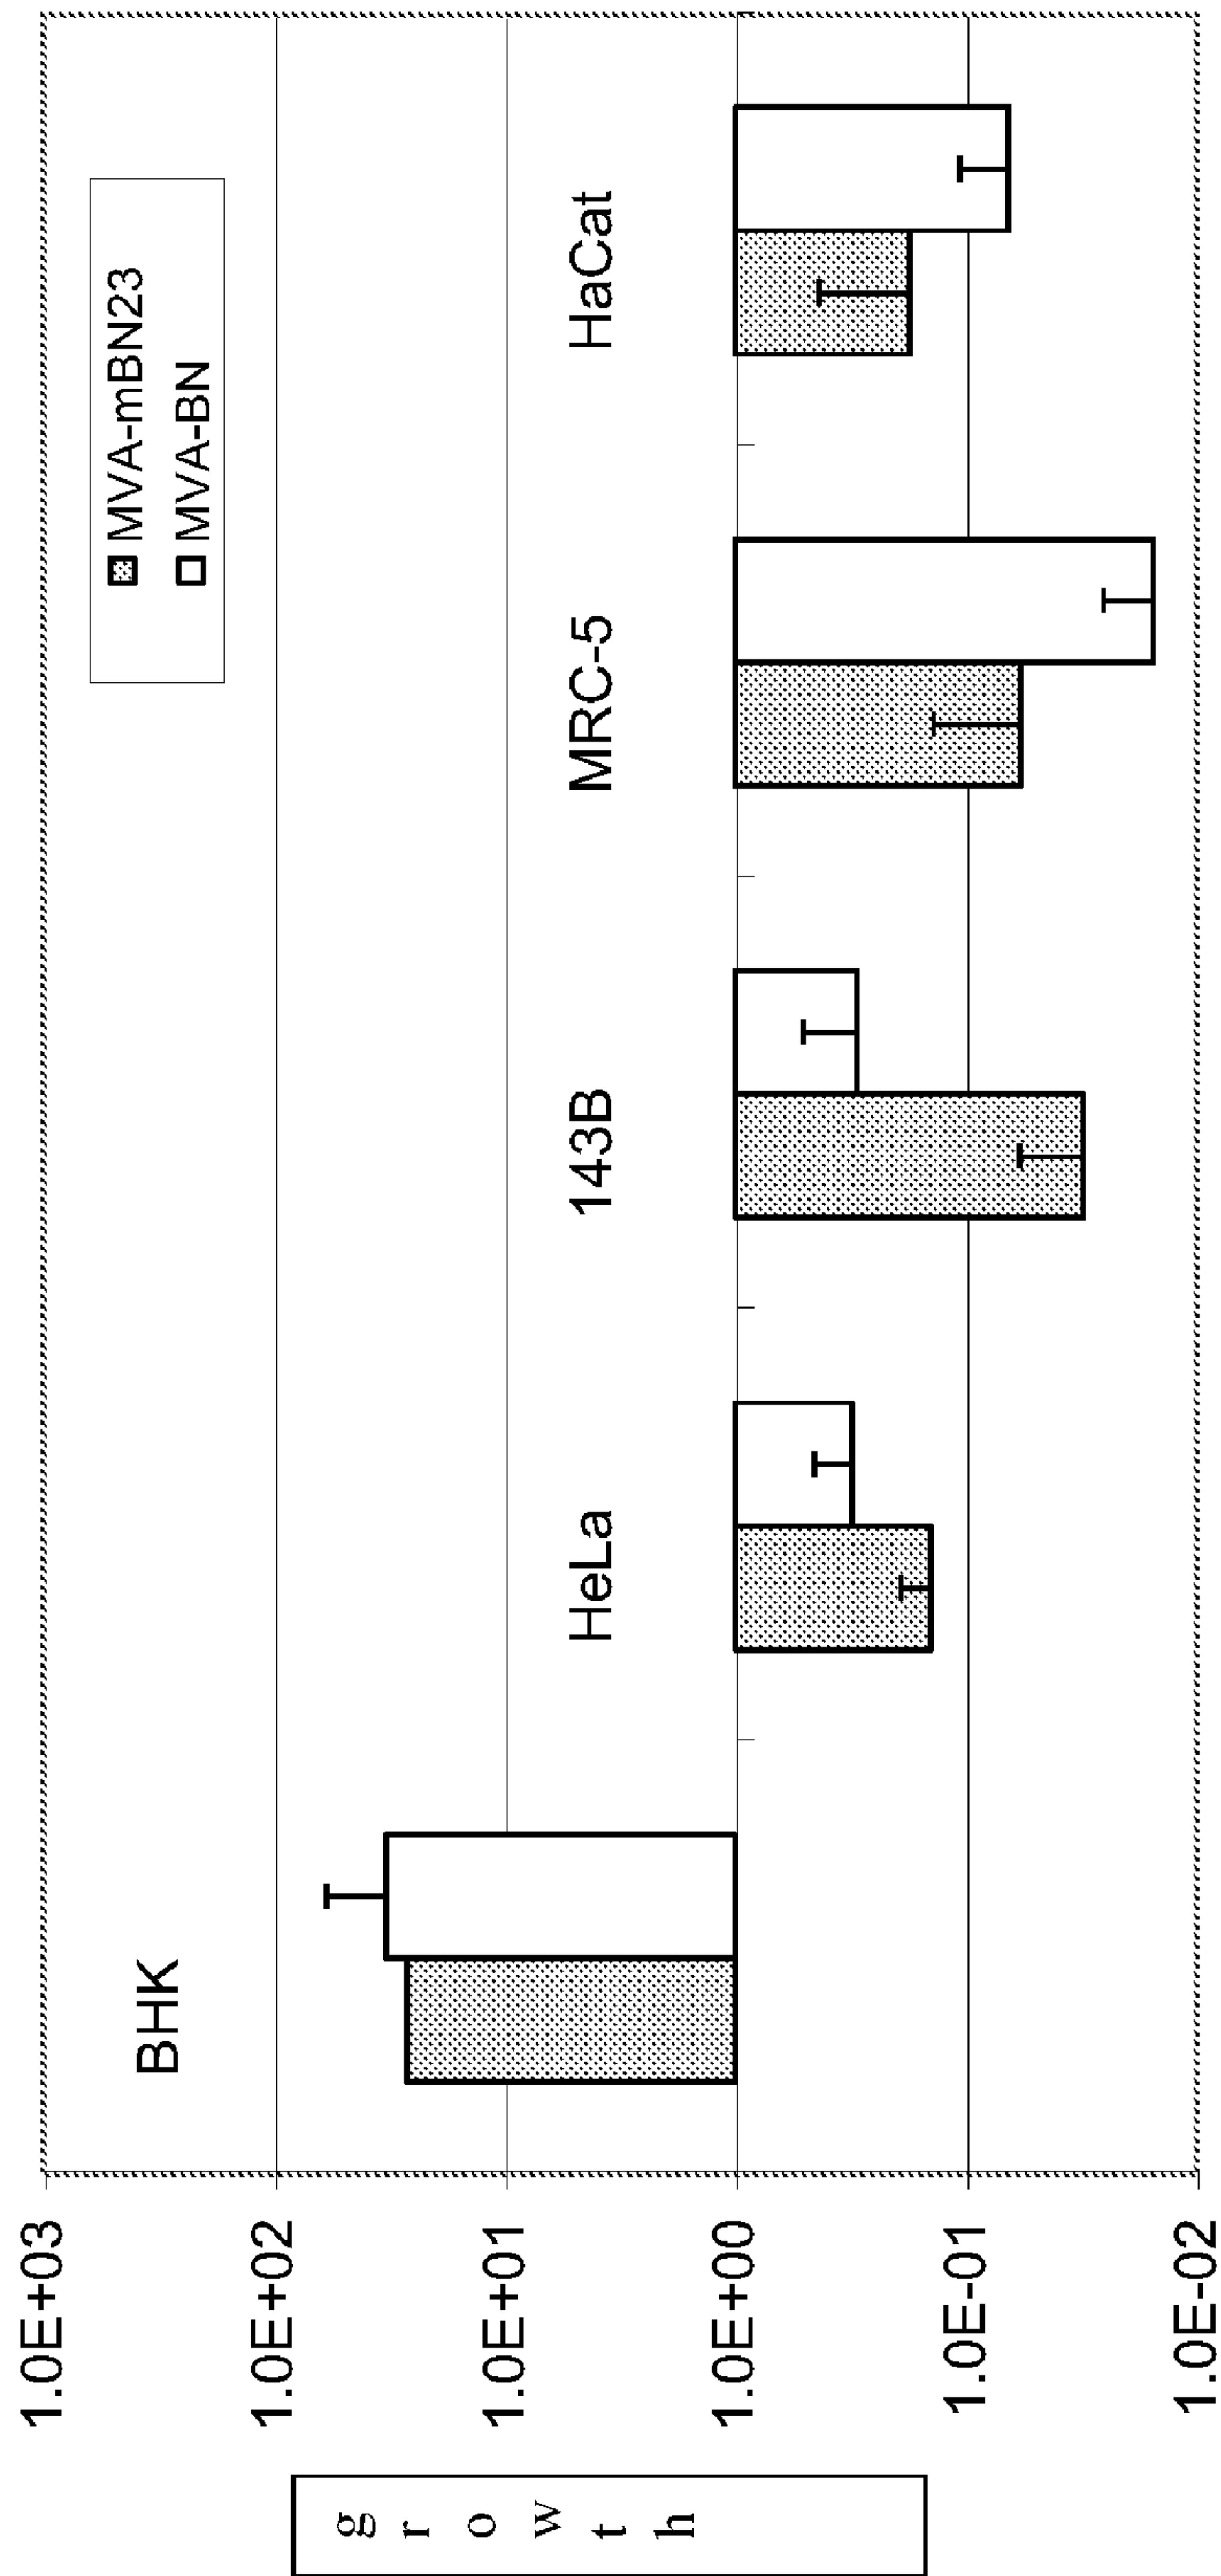 MVA-mBN23
MVA-BN
BHK
HeLa
143B
MRC-5
HaCat
1.0E+03
1.0E+02
1.0E+01
1.0E+00
1.0E-01
1.0E-02
growth